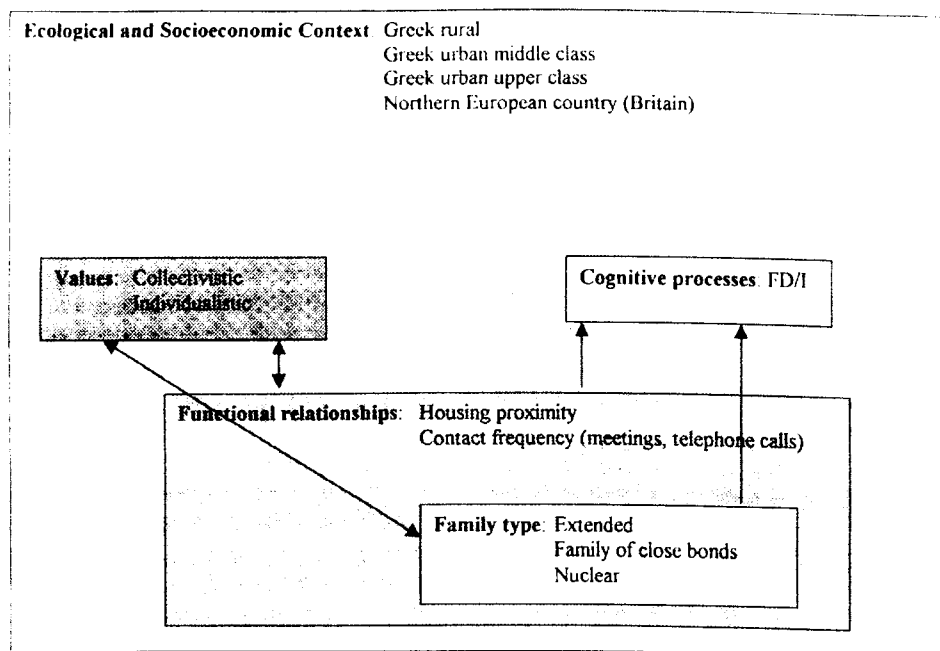 Ecological and Socioeconomic Context: Greek rural
Greek urban middle class
Greek urban upper class
Northern European country (Britain)
Values: Collectivistic
Individualistic
Cognitive processes: FD/I
Functional relationships: Housing proximity
Contact frequency (meetings, telephone calls)
Family type: Extended
Family of close bonds
Nuclear